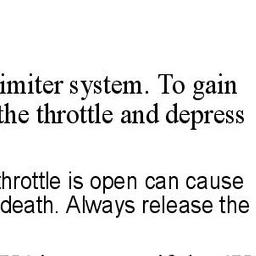 imiter system. To gain
the throttle and depress
throttle is open can cause
death. Always release the